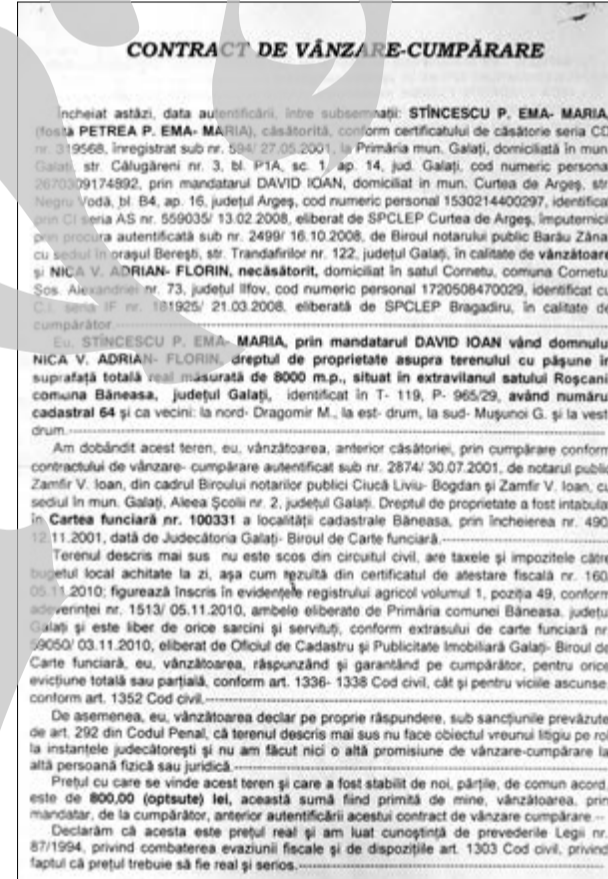 CONTRACT DE VÂNZARE-CUMPĂRARE
Încheiat astăzi, data autentificării, între subsemnații: STÎNCESCU P. EMA- MARIA
(fostă PETREA P. EMA- MARIA), căsătorită, conform certificatului de căsătorie seria CD
nr. 319568, înregistrat sub nr. 594/ 27.05.2001, la Primăria mun. Galați, domiciliată în mun.
Galați, str. Călugăreni nr. 3, bl. P1A, sc. 1, ap. 14, jud. Galați, cod numeric persona
2670309174992, prin mandatarul DAVID IOAN, domiciliat in mun. Curtea de Argeș, str
Negru Vodă, bl. B4, ap. 16, județul Argeș, cod numeric personal 1530214400297, identificat
prin CI seria AS nr. 559035/ 13.02.2008, eliberat de SPCLEP Curtea de Argeș, împuternici
prin procura autentificată sub nr. 2499/ 16.10.2008, de Biroul notarului public Barău Zâna
cu sediul în orașul Berești, str. Trandafirilor nr. 122, județul Galați, în calitate de vânzătoare
și NICA V. ADRIAN- FLORIN, necăsătorit, domiciliat în satul Cornetu, comuna Cornetu
Șos. Alexandriei nr. 73, județul Ilfov, cod numeric personal 1720508470029, identificat cu
C.I. seria IF nr. 181925/ 21.03.2008, eliberată de SPCLEP Bragadiru, în calitate de
cumpărător.
Eu, STÎNCESCU P. EMA- MARIA, prin mandatarul DAVID IOAN vând domnulu
NICA V. ADRIAN- FLORIN, dreptul de proprietate asupra terenului cu pășune în
suprafață totală real măsurată de 8000 m.p., situat în extravilanul satului Roșcani
comuna Băneasa, județul Galați, identificat în T- 119, P- 965/29, având număru
cadastral 64 și ca vecini: la nord- Dragomir M., la est- drum, la sud- Mușunoi G. și la vest
drum.
Am dobândit acest teren, eu, vânzătoarea, anterior căsătoriei, prin cumpărare conform
contractului de vânzare- cumpărare autentificat sub nr. 2874/ 30.07.2001, de notarul public
Zamfir V. Ioan, din cadrul Biroului notarilor publici Ciucă Liviu- Bogdan și Zamfir V. Ioan, cu
sediul în mun. Galați, Aleea Școlii nr. 2, județul Galați. Dreptul de proprietate a fost intabula
în Cartea funciară nr. 100331 a localității cadastrale Băneasa, prin încheierea nr. 490
12.11.2001, dată de Judecătoria Galați- Biroul de Carte funciară.
Terenul descris mai sus nu este scos din circuitul civil, are taxele și impozitele către
bugetul local achitate la zi, așa cum rezultă din certificatul de atestare fiscală nr. 160
05.11.2010; figurează înscris în evidențele registrului agricol volumul 1, poziția 49, conform
adeverinței nr. 1513/ 05.11.2010, ambele eliberate de Primăria comunei Băneasa, județu
Galați și este liber de orice sarcini și servituți, conform extrasului de carte funciară nr
59050/ 03.11.2010, eliberat de Oficiul de Cadastru și Publicitate Imobiliară Galați- Biroul de
Carte funciară, eu, vânzătoarea, răspunzând și garantând pe cumpărător, pentru orice
evicțiune totală sau parțială, conform art. 1336- 1338 Cod civil, cât și pentru viciile ascunse,
conform art. 1352 Cod civil.
De asemenea, eu, vânzătoarea declar pe proprie răspundere, sub sancțiunile prevăzute
de art. 292 din Codul Penal, că terenul descris mai sus nu face obiectul vreunui litigiu pe rol
la instanțele judecătorești și nu am făcut nici o altă promisiune de vânzare-cumpărare la
altă persoană fizică sau juridică.
Prețul cu care se vinde acest teren și care a fost stabilit de noi, părțile, de comun acord,
este de 800,00 (optsute) lei, această sumă fiind primită de mine, vânzătoarea, prin
mandatar, de la cumpărător, anterior autentificării acestui contract de vânzare cumpărare.
Declarăm că acesta este prețul real și am luat cunoștință de prevederile Legii nr.
87/1994, privind combaterea evaziunii fiscale și de dispozițiile art. 1303 Cod civil, privind
faptul că prețul trebuie să fie real și serios.